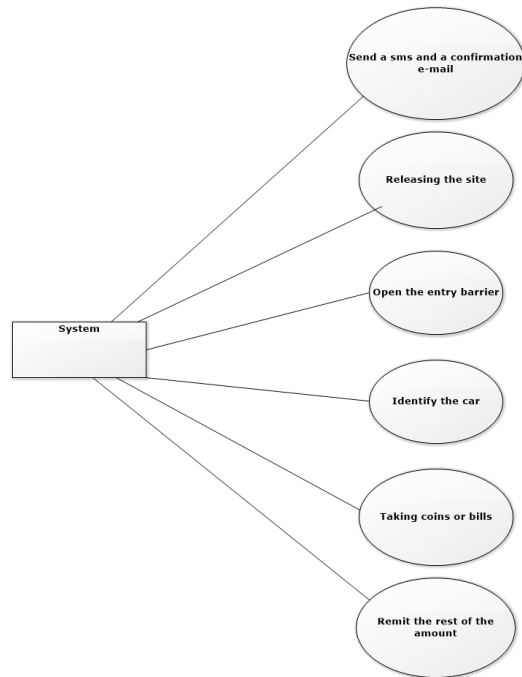 Send a sms and a confirmation
e-mail
Releasing the site
Open the entry barrier
System
Identify the car
Taking coins or bills
Remit the rest of the
amount